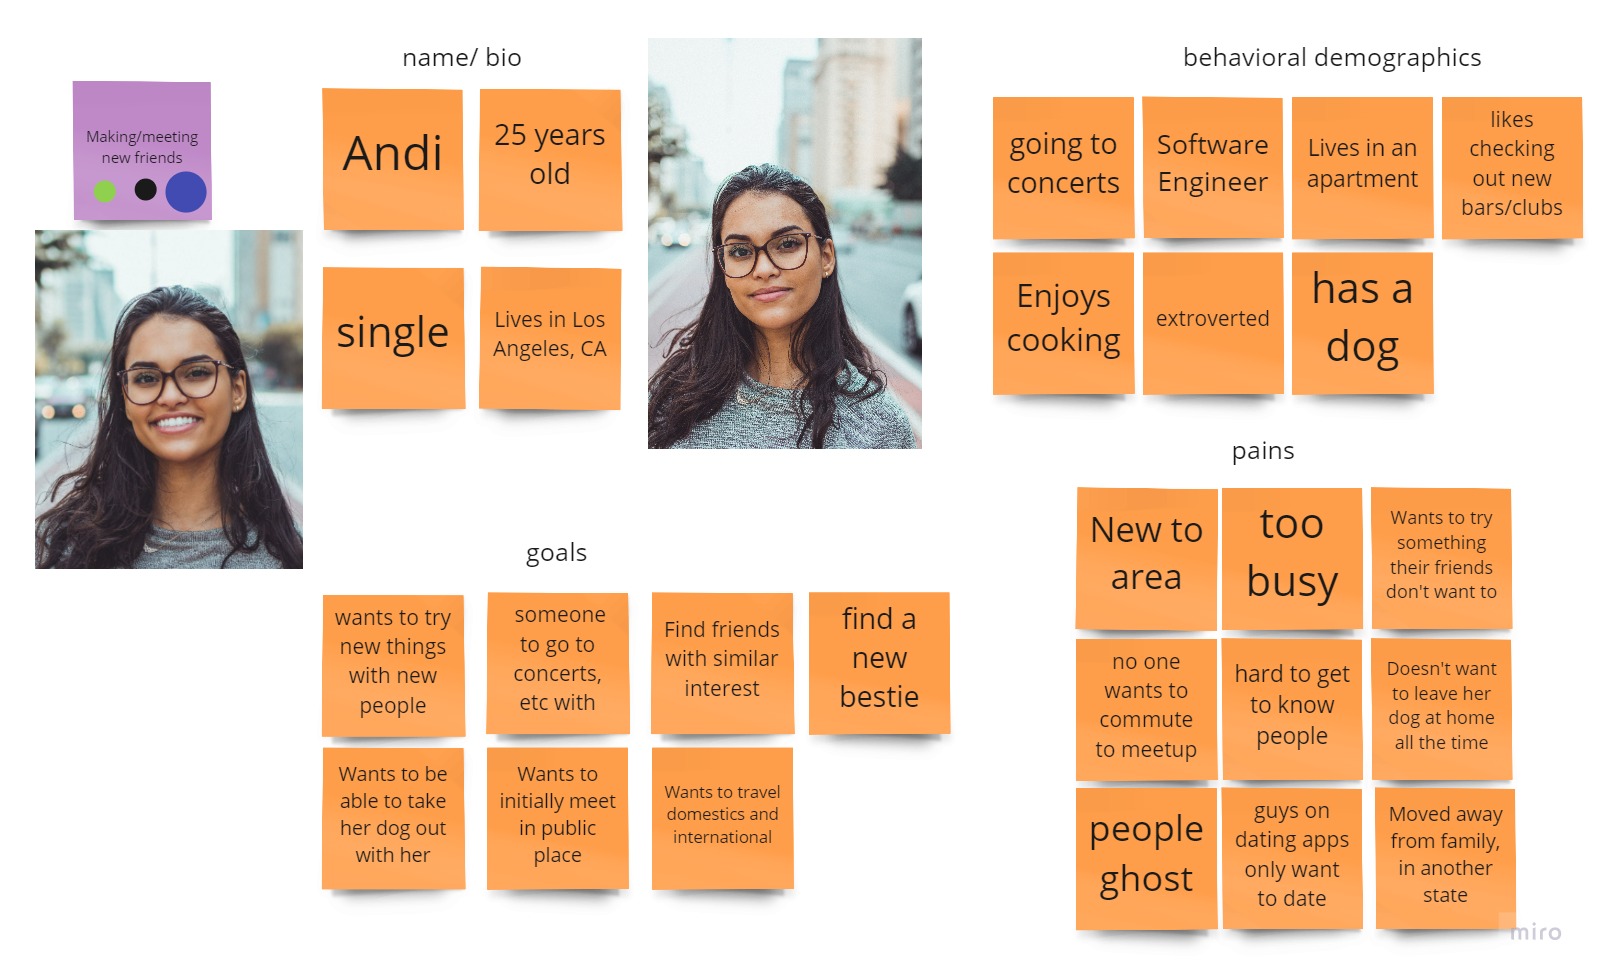 Making/meeting
new friends
name/ bio
Andi
25 years
old
single
Lives in Los
Angeles, CA
behavioral demographics
going to
concerts
Software
Engineer
Lives in an
apartment
likes
checking
out new
bars/clubs
Enjoys
cooking
extroverted
has a
dog
goals
wants to try
new things
with new
people
someone
to go to
concerts,
etc with
Find friends
with similar
interest
find a
new
bestie
Wants to be
able to take
her dog out
with her
Wants to
initially meet
in public
place
Wants to travel
domestics and
international
pains
New to
area
too
busy
Wants to try
something
their friends
don't want to
no one
wants to
commute
to meetup
hard to get
to know
people
Doesn't want
to leave her
dog at home
all the time
people
ghost
guys on
dating apps
only want
to date
Moved away
from family,
in another
state
miro